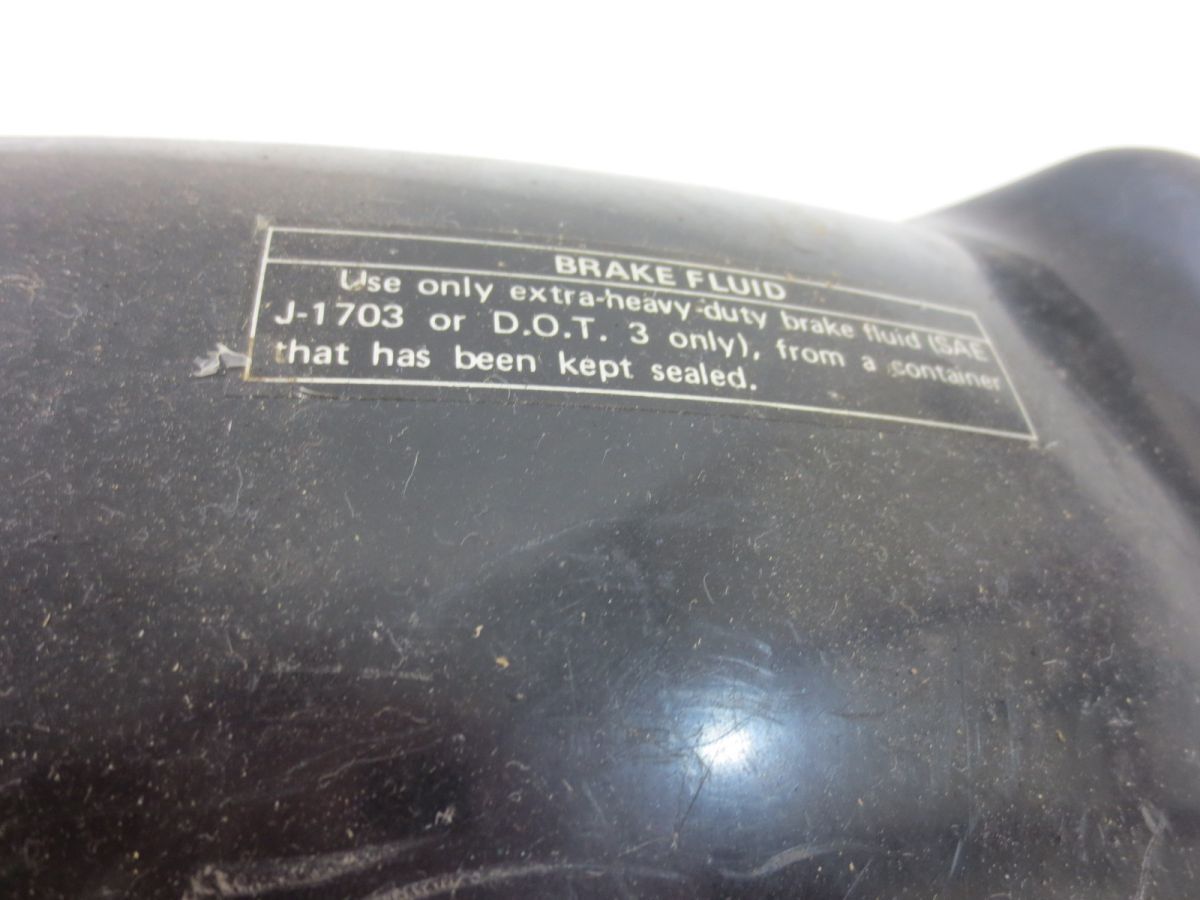 BRAKE FLUID
Use only extra-heavy-duty brake fluid (SAE
J-1703 or D.O.T. 3 only), from a container
that has been kept sealed.